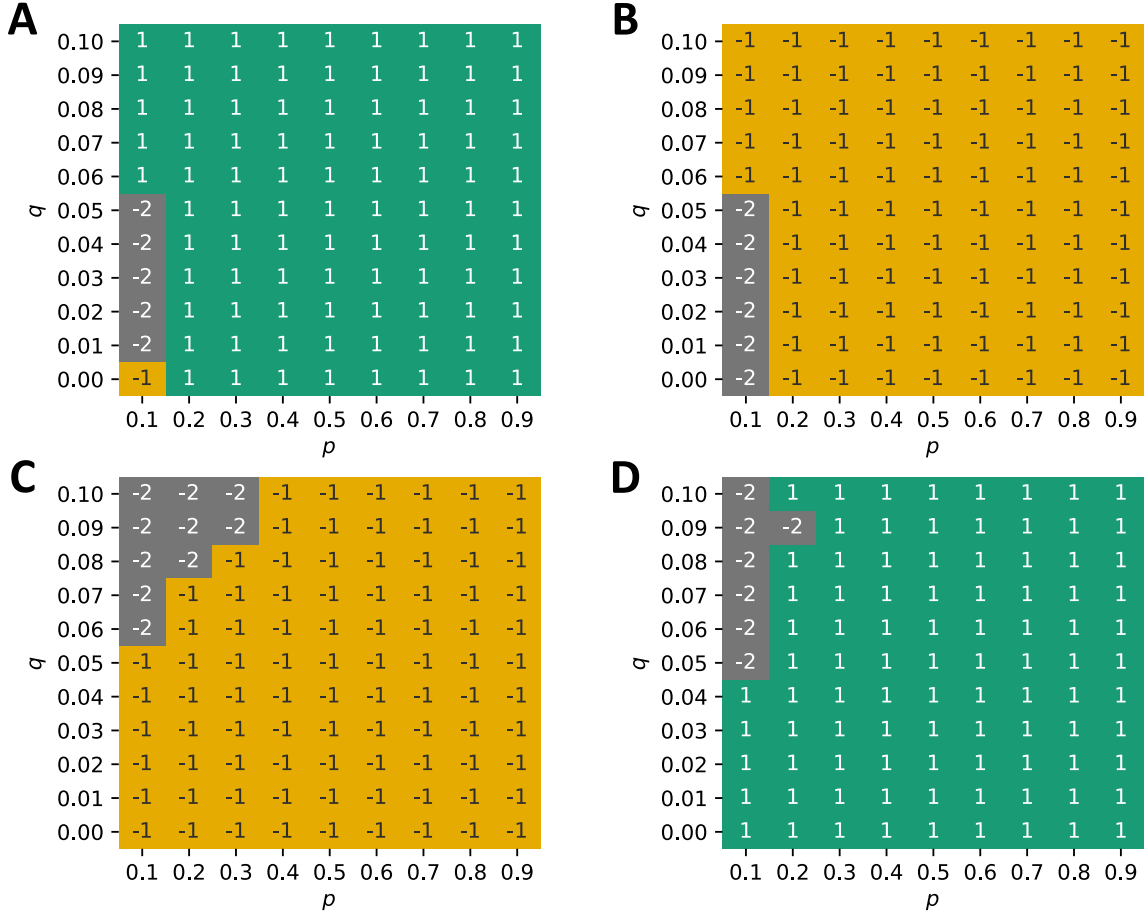 A
q
0.10 1 1 1 1 1 1 1 1 1
0.09 1 1 1 1 1 1 1 1 1
0.08 1 1 1 1 1 1 1 1 1
0.07 1 1 1 1 1 1 1 1 1
0.06 1 1 1 1 1 1 1 1 1
0.05 -2 1 1 1 1 1 1 1 1
0.04 -2 1 1 1 1 1 1 1 1
0.03 -2 1 1 1 1 1 1 1 1
0.02 -2 1 1 1 1 1 1 1 1
0.01 -2 1 1 1 1 1 1 1 1
0.00 -1 1 1 1 1 1 1 1 1
0.1 0.2 0.3 0.4 0.5 0.6 0.7 0.8 0.9
p
B
q
0.10 -1 -1 -1 -1 -1 -1 -1 -1 -1
0.09 -1 -1 -1 -1 -1 -1 -1 -1 -1
0.08 -1 -1 -1 -1 -1 -1 -1 -1 -1
0.07 -1 -1 -1 -1 -1 -1 -1 -1 -1
0.06 -1 -1 -1 -1 -1 -1 -1 -1 -1
0.05 -2 -1 -1 -1 -1 -1 -1 -1 -1
0.04 -2 -1 -1 -1 -1 -1 -1 -1 -1
0.03 -2 -1 -1 -1 -1 -1 -1 -1 -1
0.02 -2 -1 -1 -1 -1 -1 -1 -1 -1
0.01 -2 -1 -1 -1 -1 -1 -1 -1 -1
0.00 -2 -1 -1 -1 -1 -1 -1 -1 -1
0.1 0.2 0.3 0.4 0.5 0.6 0.7 0.8 0.9
p
C
q
0.10 -2 -2 -2 -1 -1 -1 -1 -1 -1
0.09 -2 -2 -2 -1 -1 -1 -1 -1 -1
0.08 -2 -2 -1 -1 -1 -1 -1 -1 -1
0.07 -2 -1 -1 -1 -1 -1 -1 -1 -1
0.06 -2 -1 -1 -1 -1 -1 -1 -1 -1
0.05 -1 -1 -1 -1 -1 -1 -1 -1 -1
0.04 -1 -1 -1 -1 -1 -1 -1 -1 -1
0.03 -1 -1 -1 -1 -1 -1 -1 -1 -1
0.02 -1 -1 -1 -1 -1 -1 -1 -1 -1
0.01 -1 -1 -1 -1 -1 -1 -1 -1 -1
0.00 -1 -1 -1 -1 -1 -1 -1 -1 -1
0.1 0.2 0.3 0.4 0.5 0.6 0.7 0.8 0.9
p
D
q
0.10 -2 1 1 1 1 1 1 1 1
0.09 -2 -2 1 1 1 1 1 1 1
0.08 -2 1 1 1 1 1 1 1 1
0.07 -2 1 1 1 1 1 1 1 1
0.06 -2 1 1 1 1 1 1 1 1
0.05 -2 1 1 1 1 1 1 1 1
0.04 1 1 1 1 1 1 1 1 1
0.03 1 1 1 1 1 1 1 1 1
0.02 1 1 1 1 1 1 1 1 1
0.01 1 1 1 1 1 1 1 1 1
0.00 1 1 1 1 1 1 1 1 1
0.1 0.2 0.3 0.4 0.5 0.6 0.7 0.8 0.9
p